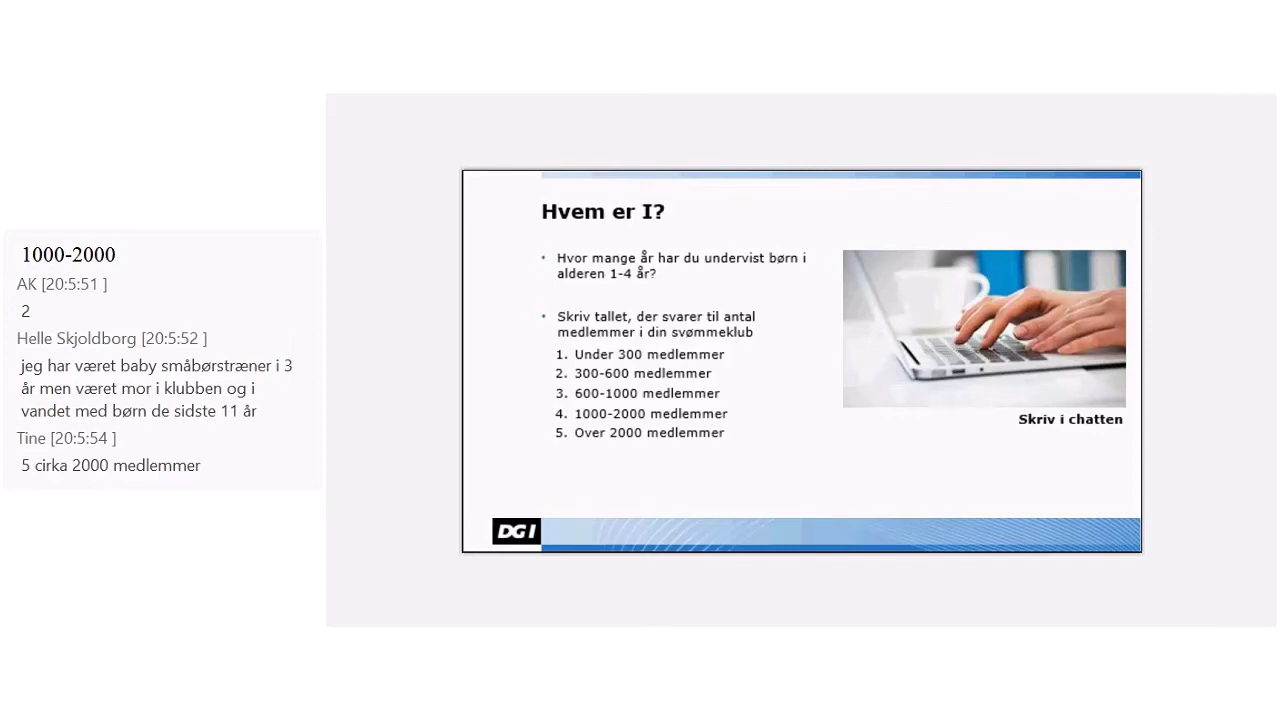 1000-2000
AK [20:5:51 ]
2
Helle Skjoldborg [20:5:52 ]
jeg har været baby småbørstræner i 3
år men været mor i klubben og i
vandet med børn de sidste 11 år
Tine [20:5:54 ]
5 cirka 2000 medlemmer
Hvem er I?
• Hvor mange år har du undervist børn i
alderen 1-4 år?
• Skriv tallet, der svarer til antal
medlemmer i din svømmeklub
1. Under 300 medlemmer
2. 300-600 medlemmer
3. 600-1000 medlemmer
4. 1000-2000 medlemmer
5. Over 2000 medlemmer
Skriv i chatten
DGI